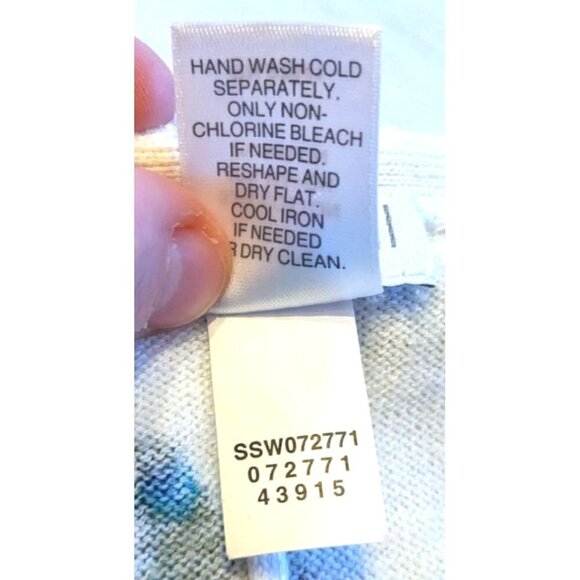 HAND WASH COLD
SEPARATELY.
ONLY NON-
CHLORINE BLEACH
IF NEEDED.
RESHAPE AND
DRY FLAT.
COOL IRON
IF NEEDED
R DRY CLEAN.
SSW072771
072771
43915